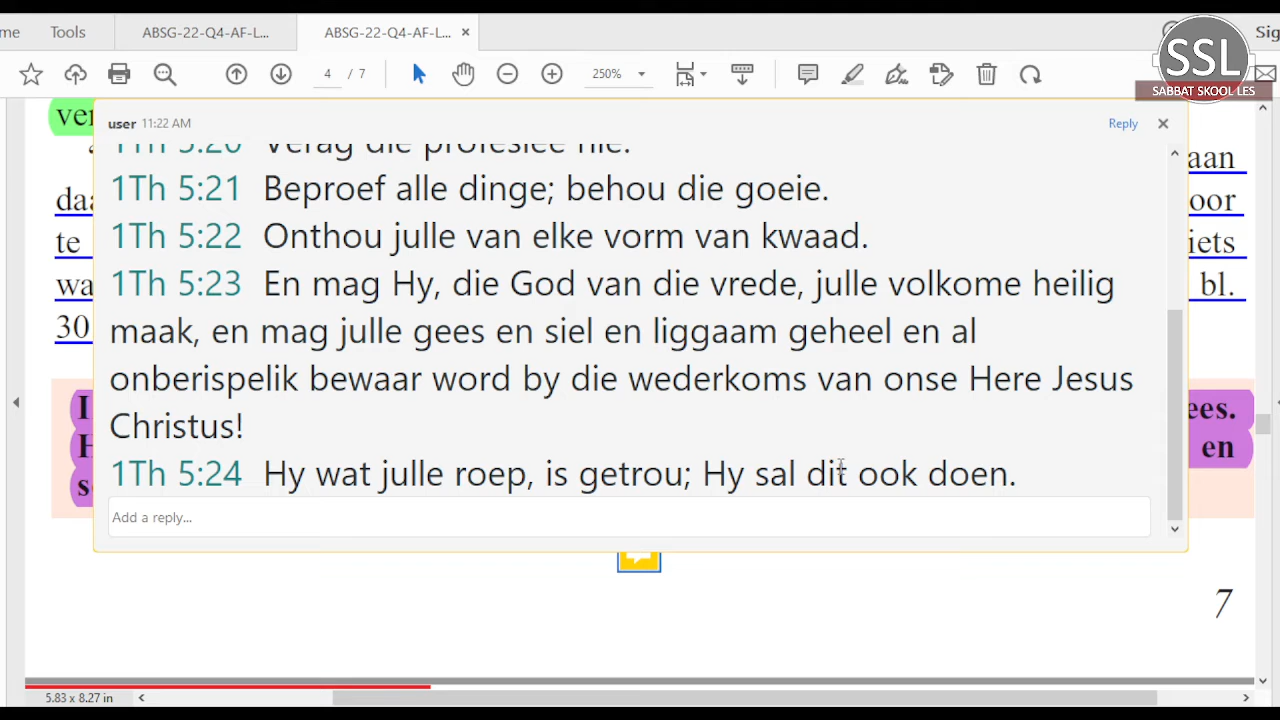 me Tools ABSG-22-Q4-AF-L... ABSG-22-Q4-AF-L... × Sig
SSL
SABBAT SKOOL LES
4 / 7 250%
user 11:22 AM Reply
1Th 5:20 Verag die profesieë nie.
1Th 5:21 Beproef alle dinge; behou die goeie.
1Th 5:22 Onthou julle van elke vorm van kwaad.
1Th 5:23 En mag Hy, die God van die vrede, julle volkome heilig
maak, en mag julle gees en siel en liggaam geheel en al
onberispelik bewaar word by die wederkoms van onse Here Jesus
Christus!
1Th 5:24 Hy wat julle roep, is getrou; Hy sal dit ook doen.
Add a reply...
aan
oor
te iets
bl.
30
ees.
en
7
5.83 x 8.27 in